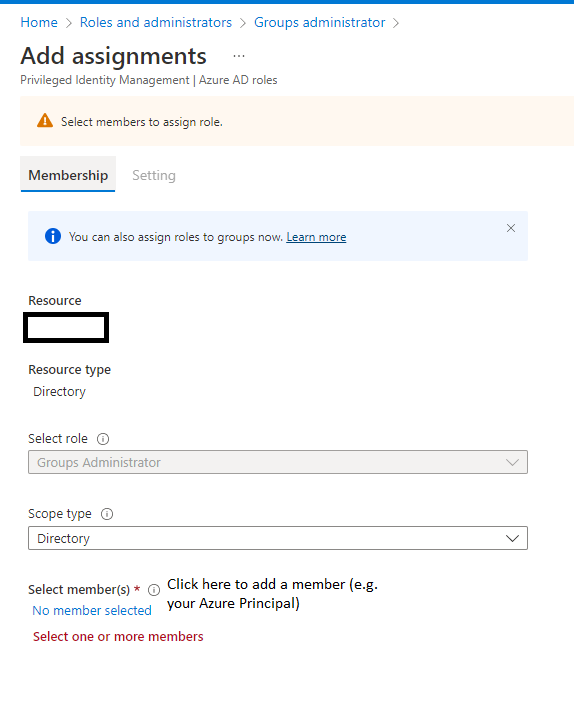 Home > Roles and administrators > Groups administrator >
Add assignments ...
Privileged Identity Management | Azure AD roles
Select members to assign role.
Membership Setting
You can also assign roles to groups now. Learn more
Resource
Resource type
Directory
Select role
Groups Administrator
Scope type
Directory
Select member(s) * Click here to add a member (e.g.
No member selected your Azure Principal)
Select one or more members